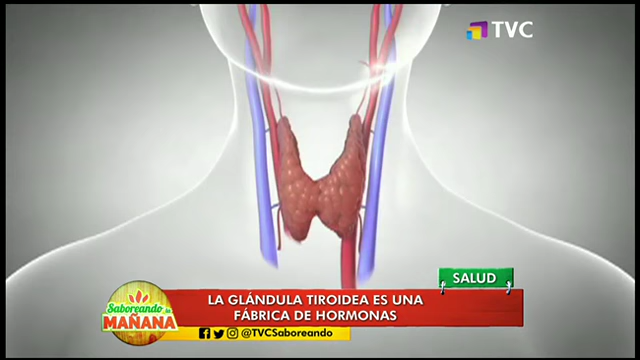 TVC
SALUD
LA GLÁNDULA TIROIDEA ES UNA
FÁBRICA DE HORMONAS
Saboreando la
MAÑANA
@TVCSaboreando